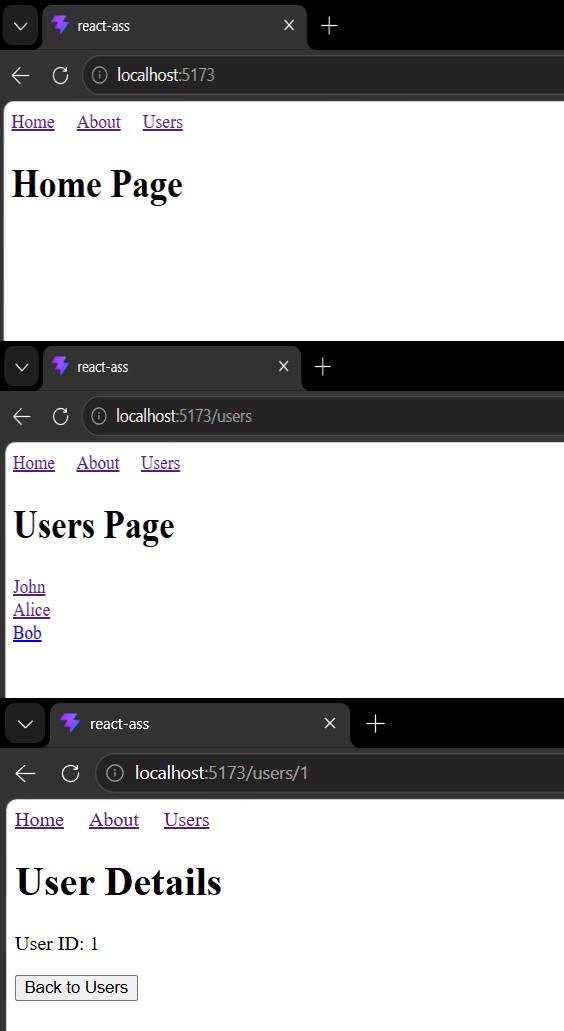 react-ass
localhost:5173
Home About Users
Home Page
react-ass
localhost:5173/users
Home About Users
Users Page
John
Alice
Bob
react-ass
localhost:5173/users/1
Home About Users
User Details
User ID: 1
Back to Users